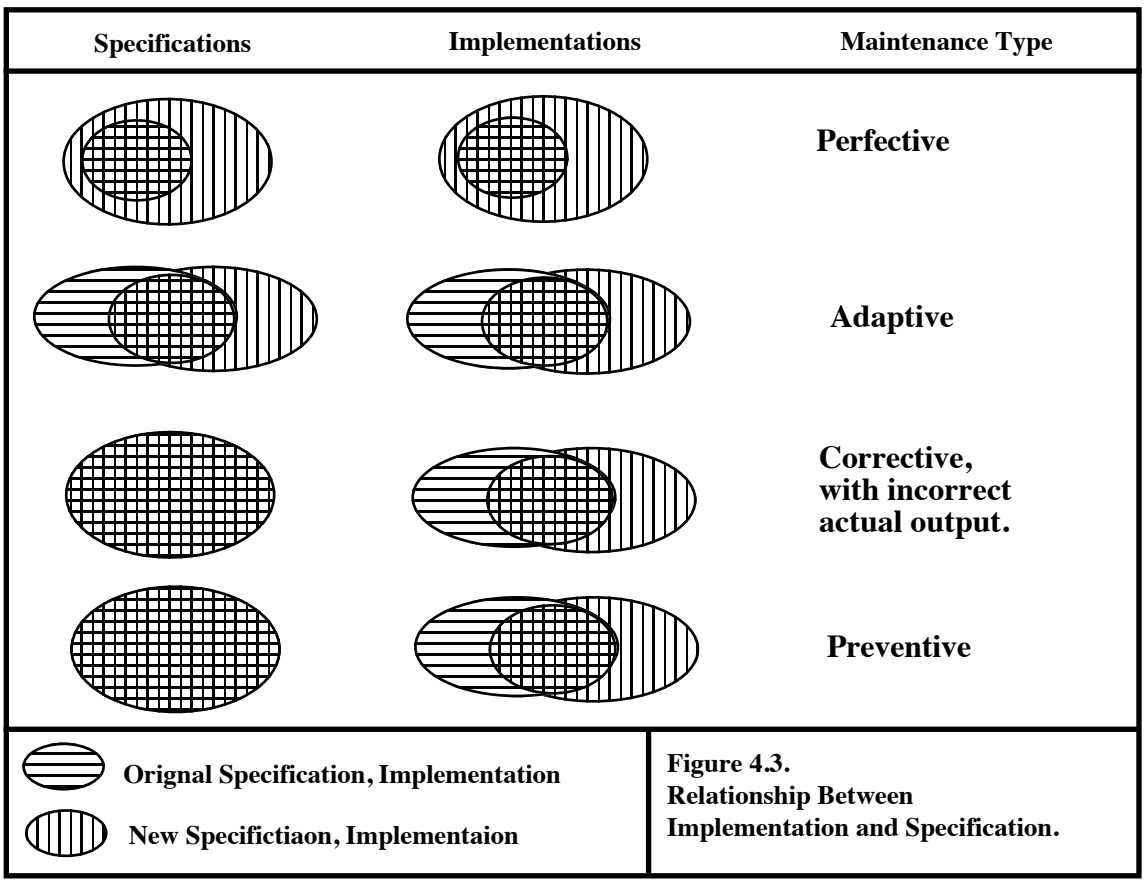 Specifications
Implementations
Maintenance Type
Perfective
Adaptive
Corrective,
with incorrect
actual output.
Preventive
Orignal Specification, Implementation
New Specifictiaon, Implementaion
Figure 4.3.
Relationship Between
Implementation and Specification.